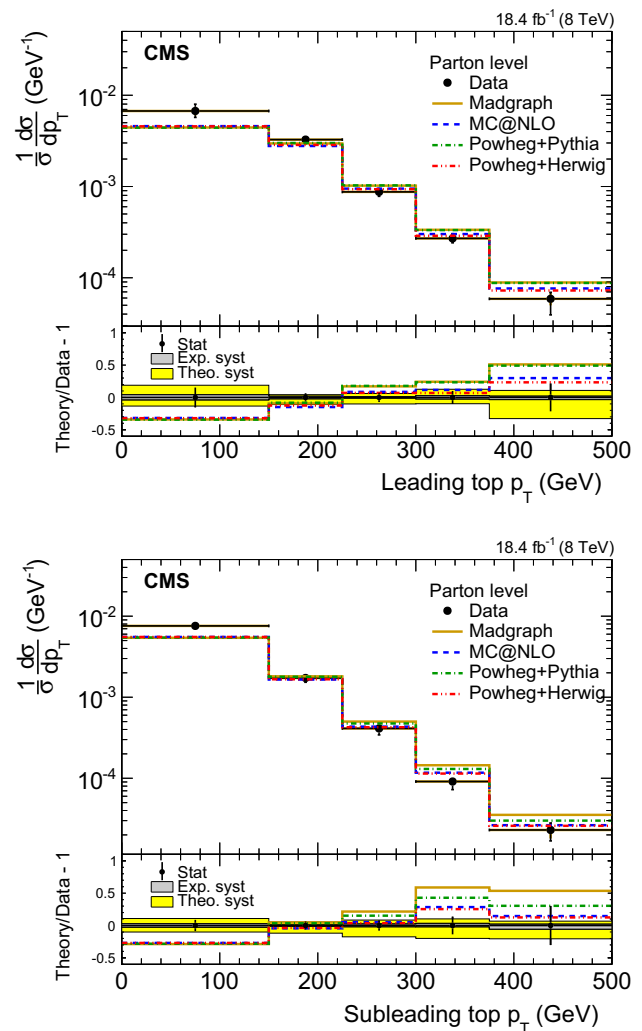 18.4 fb⁻¹ (8 TeV)
CMS
Parton level
Data
Madgraph
MC@NLO
Powheg+Pythia
Powheg+Herwig
1/σ dσ/dp_T (GeV⁻¹)
10⁻²
10⁻³
10⁻⁴
Stat
Exp. syst
Theo. syst
Theory/Data - 1
1
0.5
0
-0.5
0 100 200 300 400 500
Leading top p_T (GeV)
18.4 fb⁻¹ (8 TeV)
CMS
Parton level
Data
Madgraph
MC@NLO
Powheg+Pythia
Powheg+Herwig
1/σ dσ/dp_T (GeV⁻¹)
10⁻²
10⁻³
10⁻⁴
Stat
Exp. syst
Theo. syst
Theory/Data - 1
1
0.5
0
-0.5
0 100 200 300 400 500
Subleading top p_T (GeV)